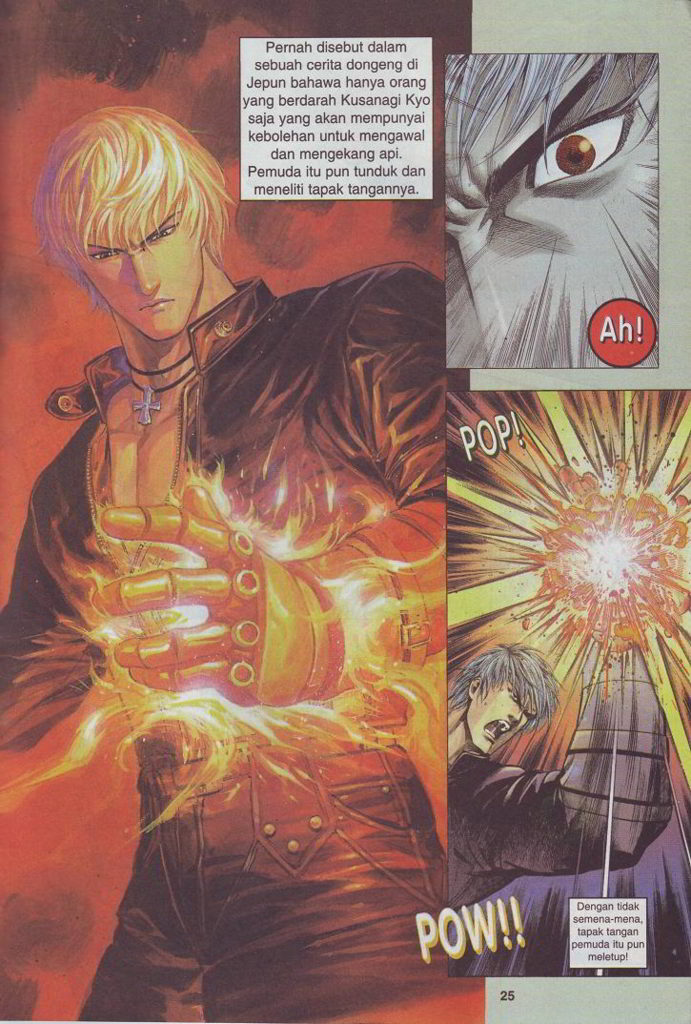 Pernah disebut dalam
sebuah cerita dongeng di
Jepun bahawa hanya orang
yang berdarah Kusanagi Kyo
saja yang akan mempunyai
kebolehan untuk mengawal
dan mengekang api.
Pemuda itu pun tunduk dan
meneliti tapak tangannya.
Ah!
POP!
POW!!
Dengan tidak
semena-mena,
tapak tangan
pemuda itu pun
meletup!
25